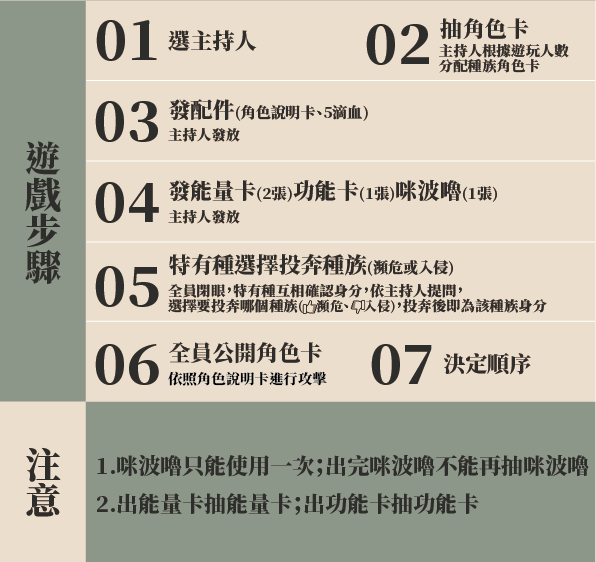 遊戲步驟
01 選主持人
02 抽角色卡
主持人根據遊玩人數
分配種族角色卡
03 發配件(角色說明卡、5滴血)
主持人發放
04 發能量卡(2張)功能卡(1張)咪波嚕(1張)
主持人發放
05 特有種選擇投奔種族(瀕危或入侵)
全員閉眼,特有種互相確認身分,依主持人提問,
選擇要投奔哪個種族(👍瀕危、👎入侵),投奔後即為該種族身分
06 全員公開角色卡
依照角色說明卡進行攻擊
07 決定順序
注意
1.咪波嚕只能使用一次;出完咪波嚕不能再抽咪波嚕
2.出能量卡抽能量卡;出功能卡抽功能卡